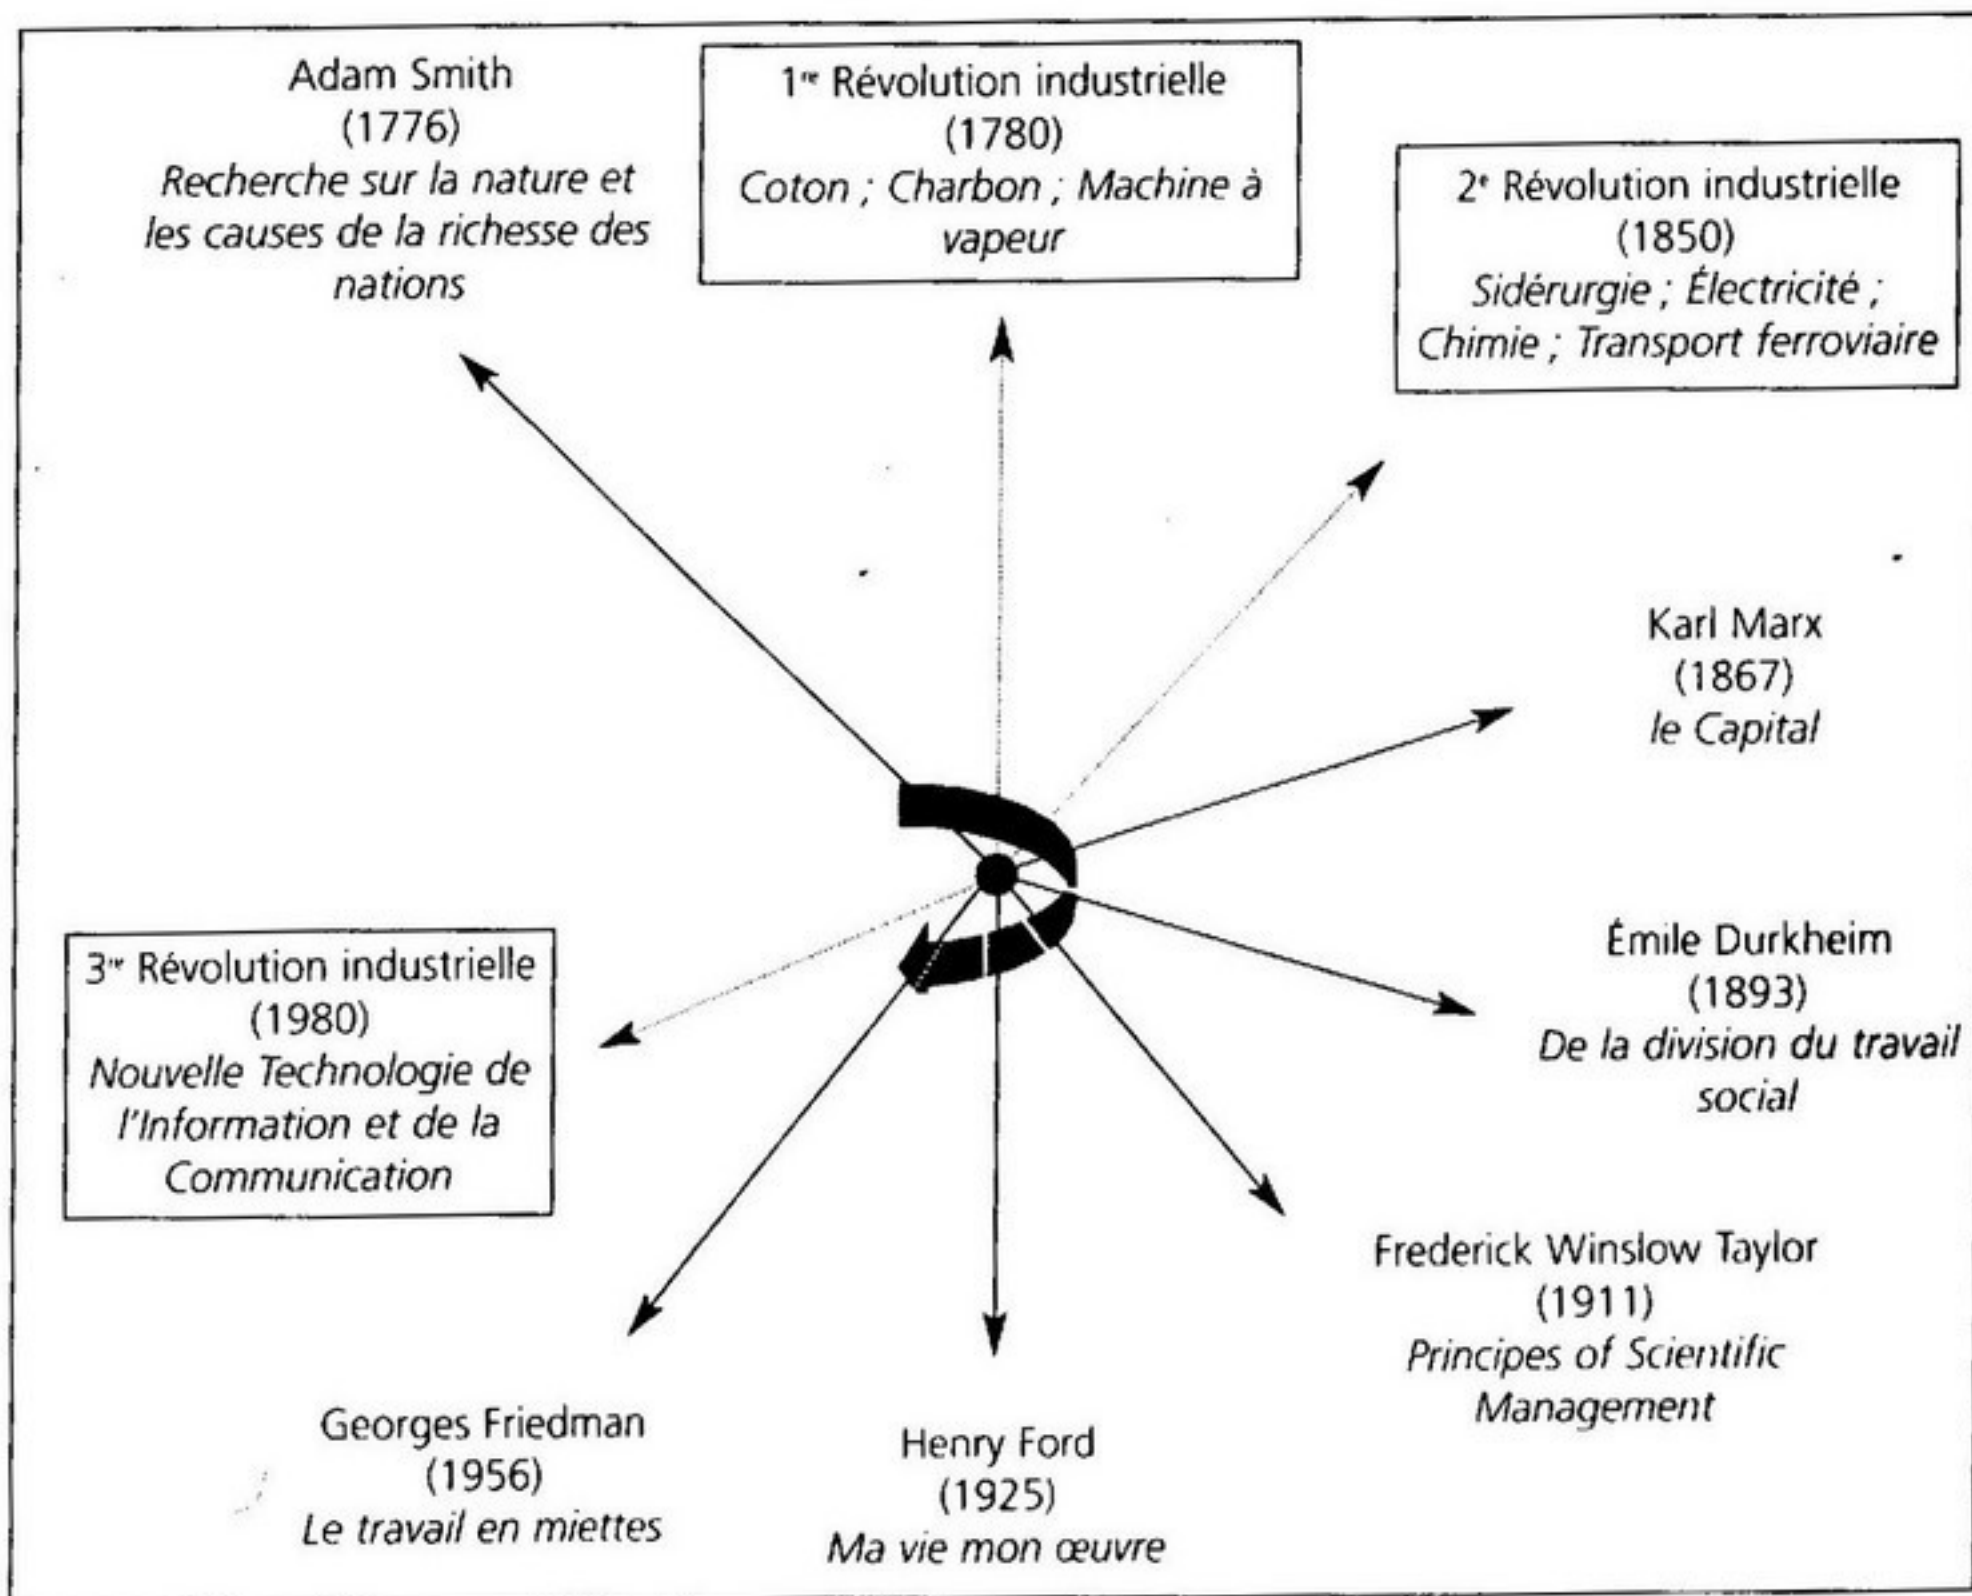 Adam Smith
(1776)
Recherche sur la nature et
les causes de la richesse des
nations
1re Révolution industrielle
(1780)
Coton ; Charbon ; Machine à
vapeur
2e Révolution industrielle
(1850)
Sidérurgie ; Électricité ;
Chimie ; Transport ferroviaire
Karl Marx
(1867)
le Capital
Émile Durkheim
(1893)
De la division du travail
social
Frederick Winslow Taylor
(1911)
Principes of Scientific
Management
Henry Ford
(1925)
Ma vie mon œuvre
Georges Friedman
(1956)
Le travail en miettes
3re Révolution industrielle
(1980)
Nouvelle Technologie de
l'Information et de la
Communication